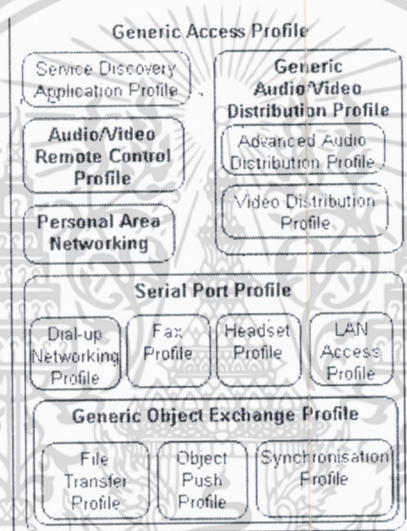 Generic Access Profile
Service Discovery
Application Profile
Generic
Audio/Video
Distribution Profile
Advanced Audio
Distribution Profile
Video Distribution
Profile
Audio/Video
Remote Control
Profile
Personal Area
Networking
Serial Port Profile
Dial-up
Networking
Profile
Fax
Profile
Headset
Profile
LAN
Access
Profile
Generic Object Exchange Profile
File
Transfer
Profile
Object
Push
Profile
Synchronisation
Profile